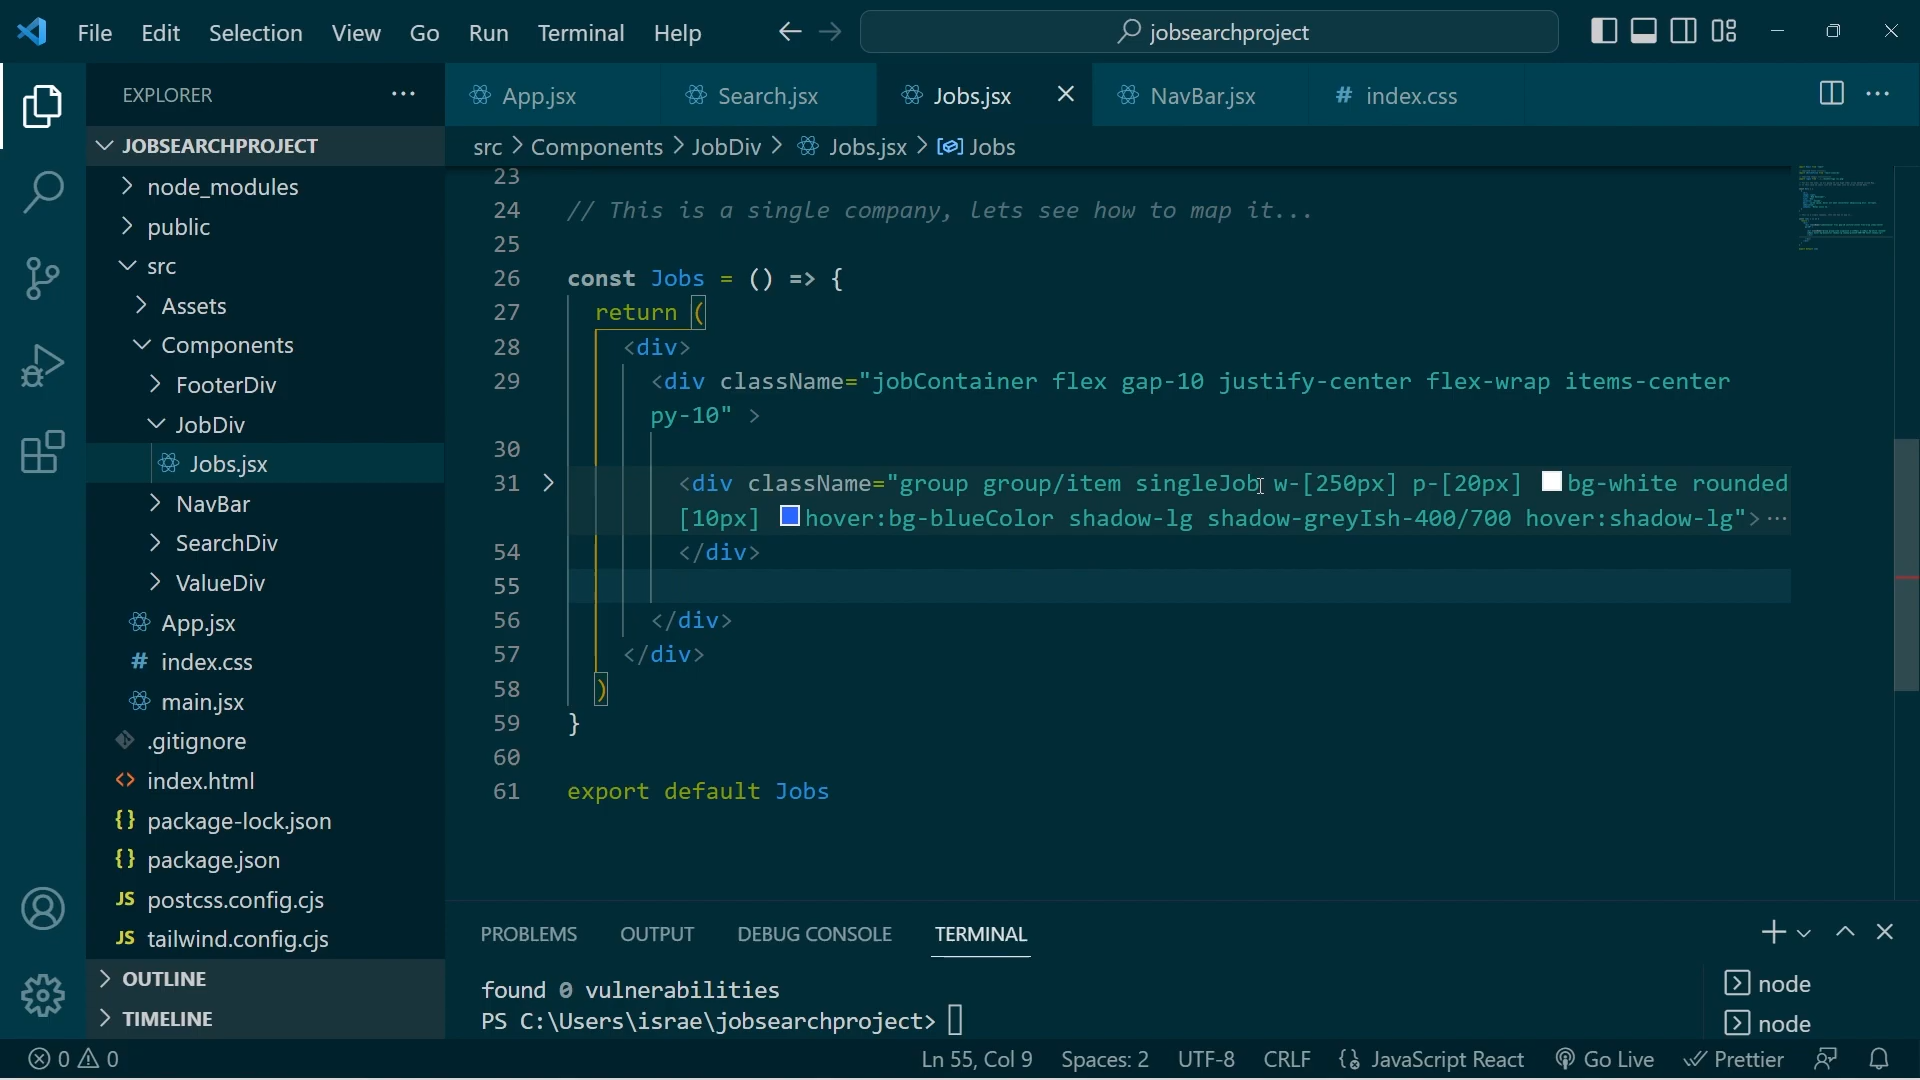 File Edit Selection View Go Run Terminal Help
jobsearchproject
EXPLORER
App.jsx
Search.jsx
Jobs.jsx
NavBar.jsx
# index.css
src > Components > JobDiv > Jobs.jsx > Jobs
JOBSEARCHPROJECT
node_modules
public
src
Assets
Components
FooterDiv
JobDiv
Jobs.jsx
NavBar
SearchDiv
ValueDiv
App.jsx
# index.css
main.jsx
.gitignore
<> index.html
{} package-lock.json
{} package.json
JS postcss.config.cjs
JS tailwind.config.cjs
OUTLINE
TIMELINE
23
24 // This is a single company, lets see how to map it...
25
26 const Jobs = () => {
27 return (
28 <div>
29 <div className="jobContainer flex gap-10 justify-center flex-wrap items-center
py-10" >
30
31 <div className="group group/item singleJob w-[250px] p-[20px] bg-white rounded
[10px] hover:bg-blueColor shadow-lg shadow-greyIsh-400/700 hover:shadow-lg">...
54 </div>
55
56 </div>
57 </div>
58 )
59 }
60
61 export default Jobs
PROBLEMS OUTPUT DEBUG CONSOLE TERMINAL
found 0 vulnerabilities
PS C:\Users\israe\jobsearchproject>
node
node
0 0
Ln 55, Col 9 Spaces: 2 UTF-8 CRLF JavaScript React Go Live Prettier